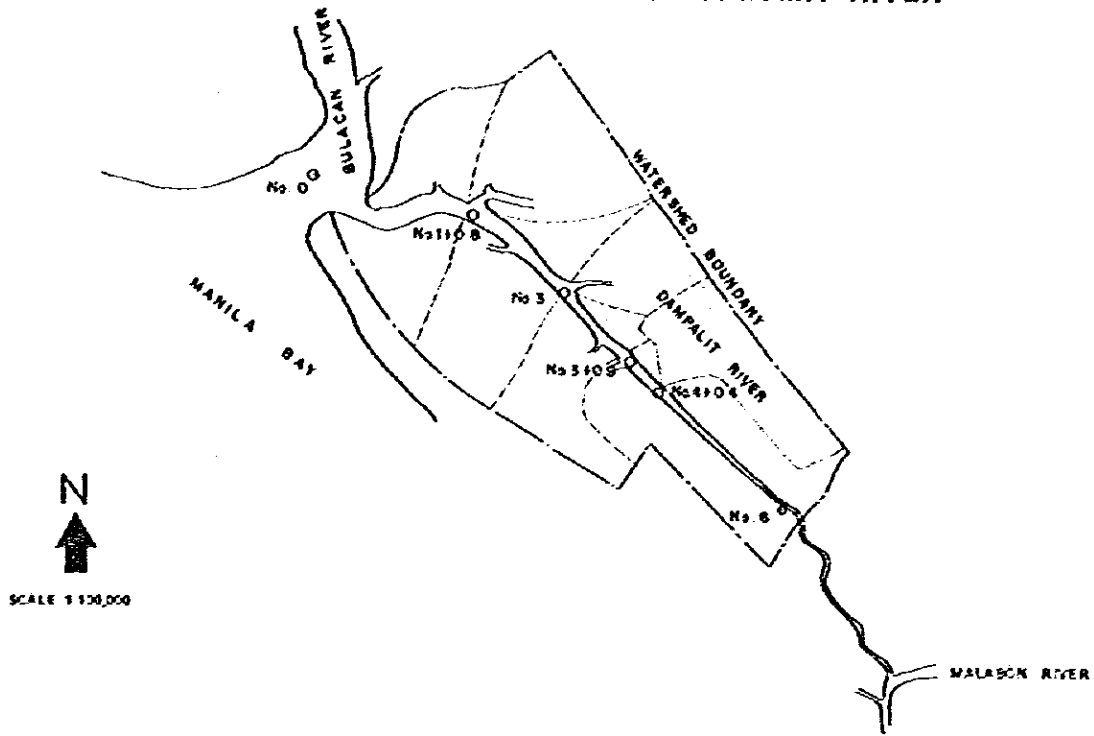 BULACAN RIVER
No. 0
WATERSHED BOUNDARY
No 1+08
MANILA BAY
No 3
DAMPALIT RIVER
No 3+09
No 4+04
No. 6
N
SCALE 1:100,000
MALABON RIVER